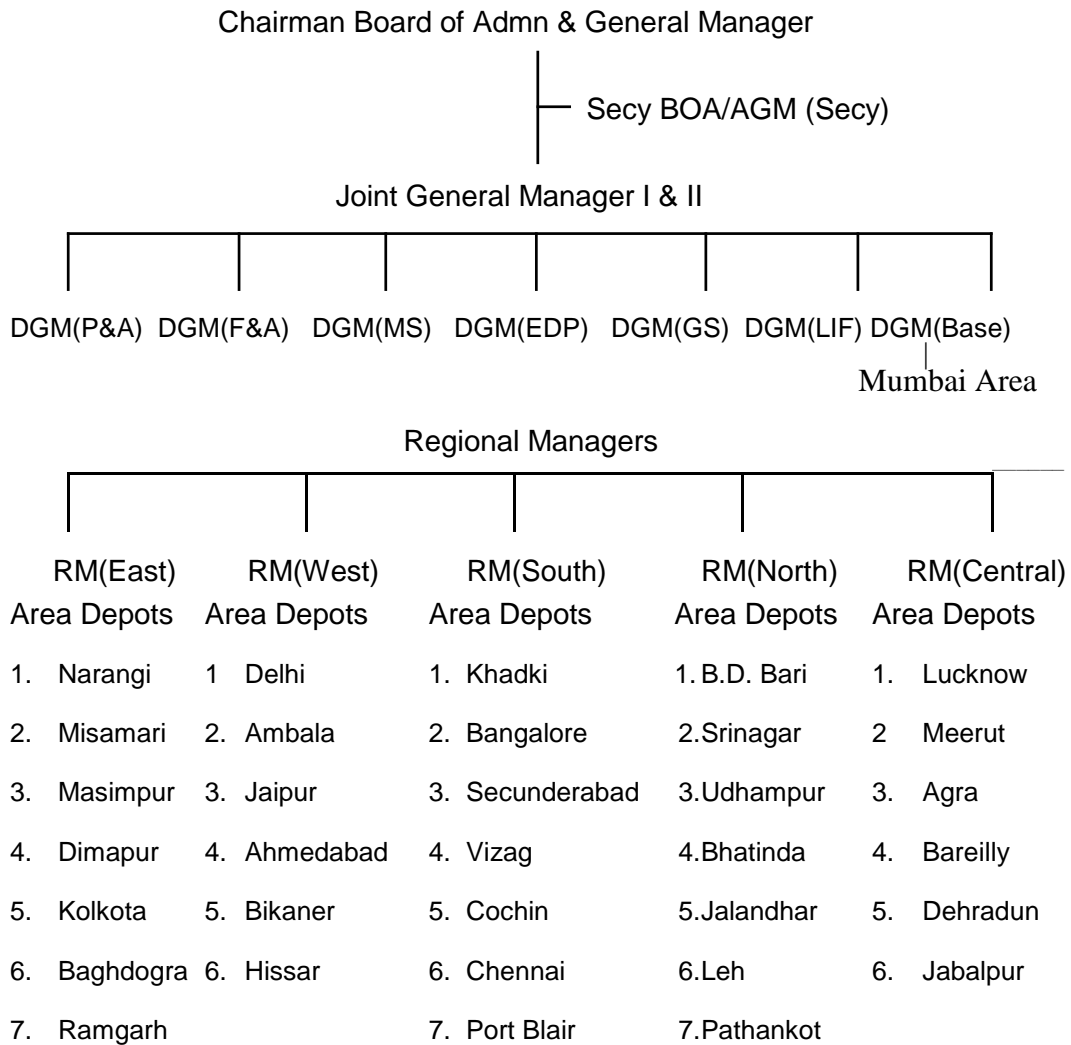 Chairman Board of Admn & General Manager
Secy BOA/AGM (Secy)
Joint General Manager I & II
DGM(P&A) DGM(F&A) DGM(MS) DGM(EDP) DGM(GS) DGM(LIF) DGM(Base)
Mumbai Area
Regional Managers
RM(East) RM(West) RM(South) RM(North) RM(Central)
Area Depots Area Depots Area Depots Area Depots Area Depots
1. Narangi 1 Delhi 1. Khadki 1. B.D. Bari 1. Lucknow
2. Misamari 2. Ambala 2. Bangalore 2.Srinagar 2 Meerut
3. Masimpur 3. Jaipur 3. Secunderabad 3.Udhampur 3. Agra
4. Dimapur 4. Ahmedabad 4. Vizag 4.Bhatinda 4. Bareilly
5. Kolkota 5. Bikaner 5. Cochin 5.Jalandhar 5. Dehradun
6. Baghdogra 6. Hissar 6. Chennai 6.Leh 6. Jabalpur
7. Ramgarh 7. Port Blair 7.Pathankot